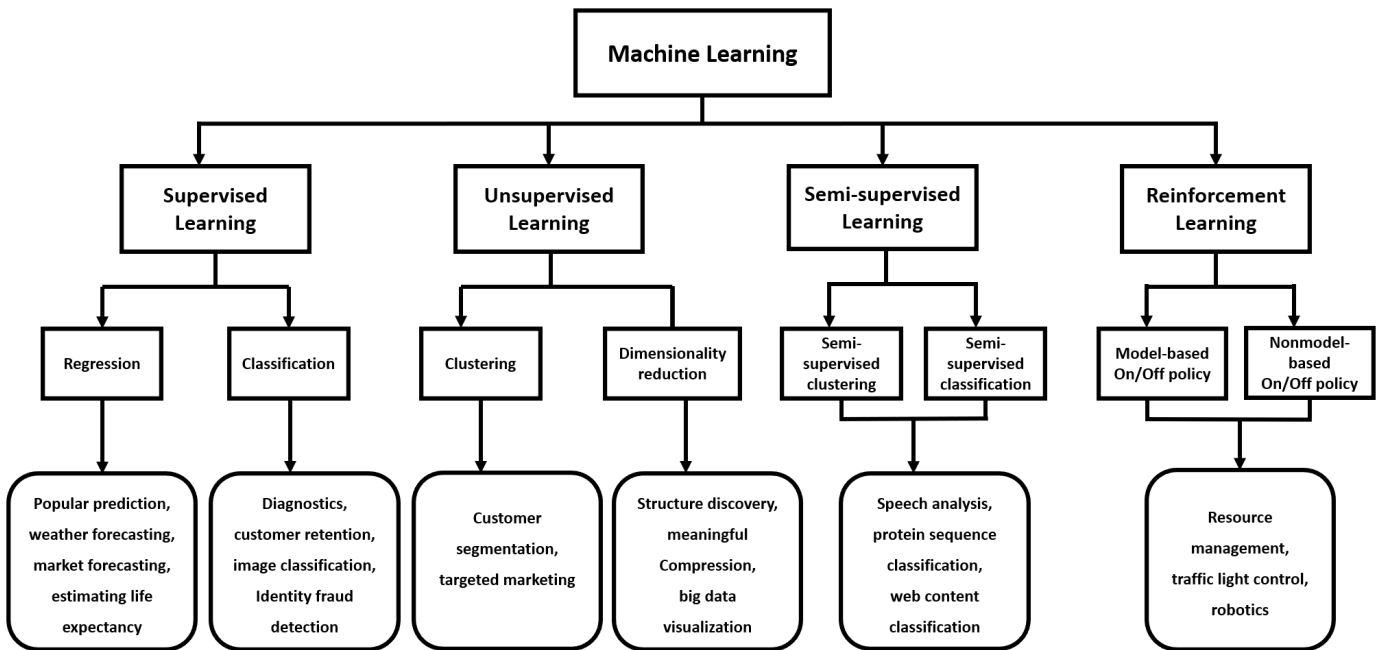 Machine Learning
Supervised
Learning
Unsupervised
Learning
Semi-supervised
Learning
Reinforcement
Learning
Regression
Classification
Clustering
Dimensionality
reduction
Semi-
supervised
clustering
Semi-
supervised
classification
Model-based
On/Off policy
Nonmodel-
based
On/Off policy
Popular prediction,
weather forecasting,
market forecasting,
estimating life
expectancy
Diagnostics,
customer retention,
image classification,
Identity fraud
detection
Customer
segmentation,
targeted marketing
Structure discovery,
meaningful
Compression,
big data
visualization
Speech analysis,
protein sequence
classification,
web content
classification
Resource
management,
traffic light control,
robotics